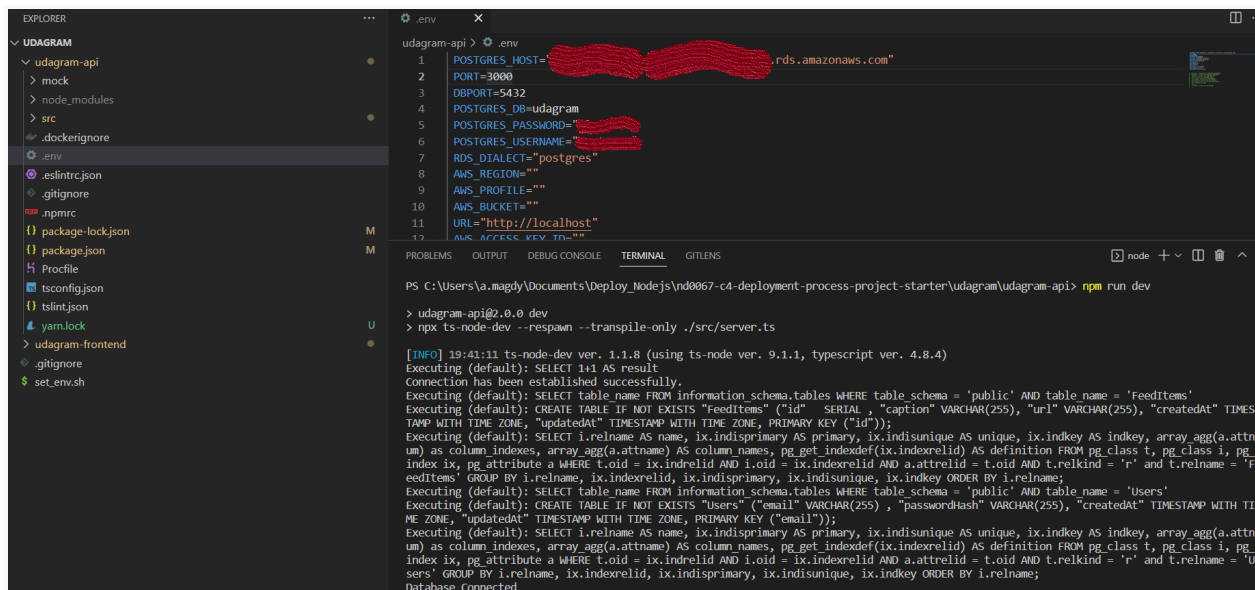 EXPLORER
UDAGRAM
udagram-api
mock
node_modules
src
.dockerignore
.env
.eslintrc.json
.gitignore
.npmrc
package-lock.json M
package.json M
Procfile
tsconfig.json
tslint.json
yarn.lock U
udagram-frontend
.gitignore
set_env.sh
.env
udagram-api > .env
1 POSTGRES_HOST=" .rds.amazonaws.com"
2 PORT=3000
3 DBPORT=5432
4 POSTGRES_DB=udagram
5 POSTGRES_PASSWORD="
6 POSTGRES_USERNAME="
7 RDS_DIALECT="postgres"
8 AWS_REGION=""
9 AWS_PROFILE=""
10 AWS_BUCKET=""
11 URL="http://localhost"
12 AWS_ACCESS_KEY_ID=""
PROBLEMS OUTPUT DEBUG CONSOLE TERMINAL GITLENS node
PS C:\Users\a.magdy\Documents\Deploy_Nodejs\nd0067-c4-deployment-process-project-starter\udagram\udagram-api> npm run dev
> udagram-api@2.0.0 dev
> npx ts-node-dev --respawn --transpile-only ./src/server.ts
[INFO] 19:41:11 ts-node-dev ver. 1.1.8 (using ts-node ver. 9.1.1, typescript ver. 4.8.4)
Executing (default): SELECT 1+1 AS result
Connection has been established successfully.
Executing (default): SELECT table_name FROM information_schema.tables WHERE table_schema = 'public' AND table_name = 'FeedItems'
Executing (default): CREATE TABLE IF NOT EXISTS "FeedItems" ("id"   SERIAL , "caption" VARCHAR(255), "url" VARCHAR(255), "createdAt" TIMES
TAMP WITH TIME ZONE, "updatedAt" TIMESTAMP WITH TIME ZONE, PRIMARY KEY ("id"));
Executing (default): SELECT i.relname AS name, ix.indisprimary AS primary, ix.indisunique AS unique, ix.indkey AS indkey, array_agg(a.attn
um) as column_indexes, array_agg(a.attname) AS column_names, pg_get_indexdef(ix.indexrelid) AS definition FROM pg_class t, pg_class i, pg_
index ix, pg_attribute a WHERE t.oid = ix.indrelid AND i.oid = ix.indexrelid AND a.attrelid = t.oid AND t.relkind = 'r' and t.relname = 'F
eedItems' GROUP BY i.relname, ix.indexrelid, ix.indisprimary, ix.indisunique, ix.indkey ORDER BY i.relname;
Executing (default): SELECT table_name FROM information_schema.tables WHERE table_schema = 'public' AND table_name = 'Users'
Executing (default): CREATE TABLE IF NOT EXISTS "Users" ("email" VARCHAR(255) , "passwordHash" VARCHAR(255), "createdAt" TIMESTAMP WITH TI
ME ZONE, "updatedAt" TIMESTAMP WITH TIME ZONE, PRIMARY KEY ("email"));
Executing (default): SELECT i.relname AS name, ix.indisprimary AS primary, ix.indisunique AS unique, ix.indkey AS indkey, array_agg(a.attn
um) as column_indexes, array_agg(a.attname) AS column_names, pg_get_indexdef(ix.indexrelid) AS definition FROM pg_class t, pg_class i, pg_
index ix, pg_attribute a WHERE t.oid = ix.indrelid AND i.oid = ix.indexrelid AND a.attrelid = t.oid AND t.relkind = 'r' and t.relname = 'U
sers' GROUP BY i.relname, ix.indexrelid, ix.indisprimary, ix.indisunique, ix.indkey ORDER BY i.relname;
Database Connected